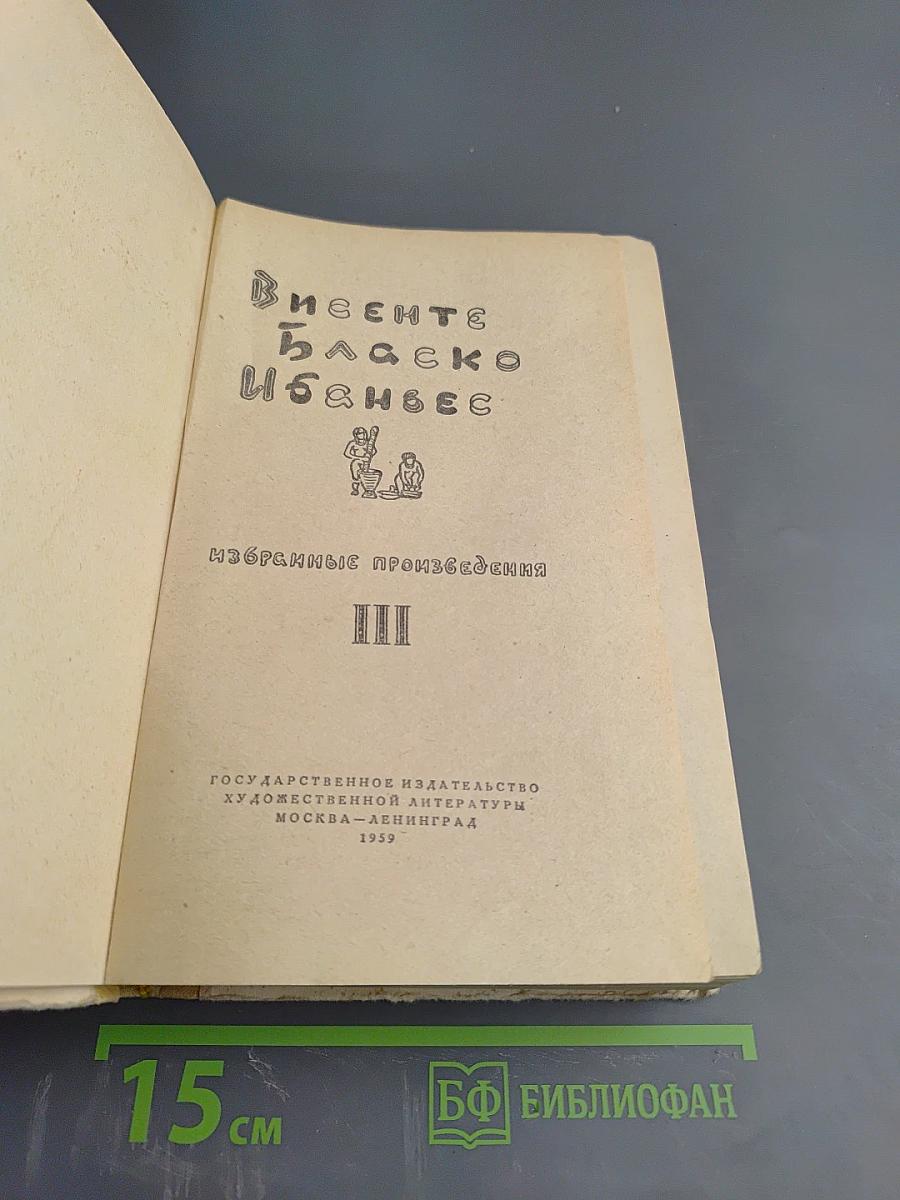 Висенте
Бласко
Ибаньес
избранные произведения
III
ГОСУДАРСТВЕННОЕ ИЗДАТЕЛЬСТВО
ХУДОЖЕСТВЕННОЙ ЛИТЕРАТУРЫ
МОСКВА—ЛЕНИНГРАД
1959
15 см
БФ БИБЛИОФАН